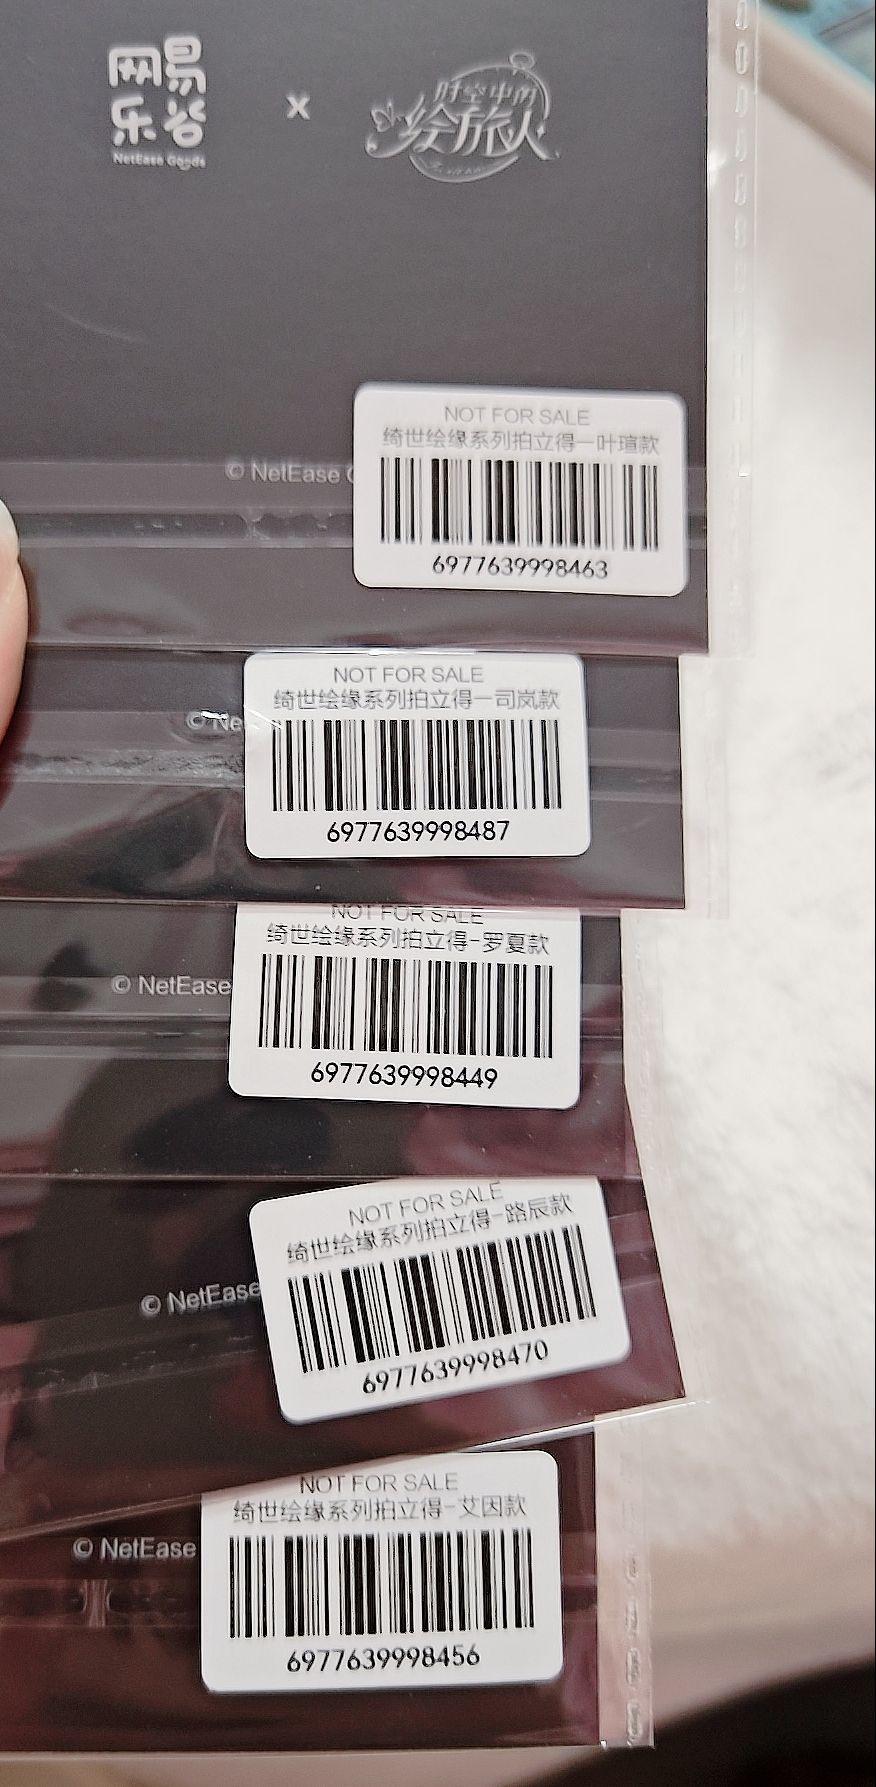 网易
乐谷
NetEase Goods
x
时空中的
绘旅人
NOT FOR SALE
绮世绘缘系列拍立得-叶瑄款
© NetEase
6977639998463
NOT FOR SALE
绮世绘缘系列拍立得-司岚款
© Ne
6977639998487
NOT FOR SALE
绮世绘缘系列拍立得-罗夏款
© NetEase
6977639998449
NOT FOR SALE
绮世绘缘系列拍立得-路辰款
© NetEase
6977639998470
NOT FOR SALE
绮世绘缘系列拍立得-艾因款
© NetEase
6977639998456